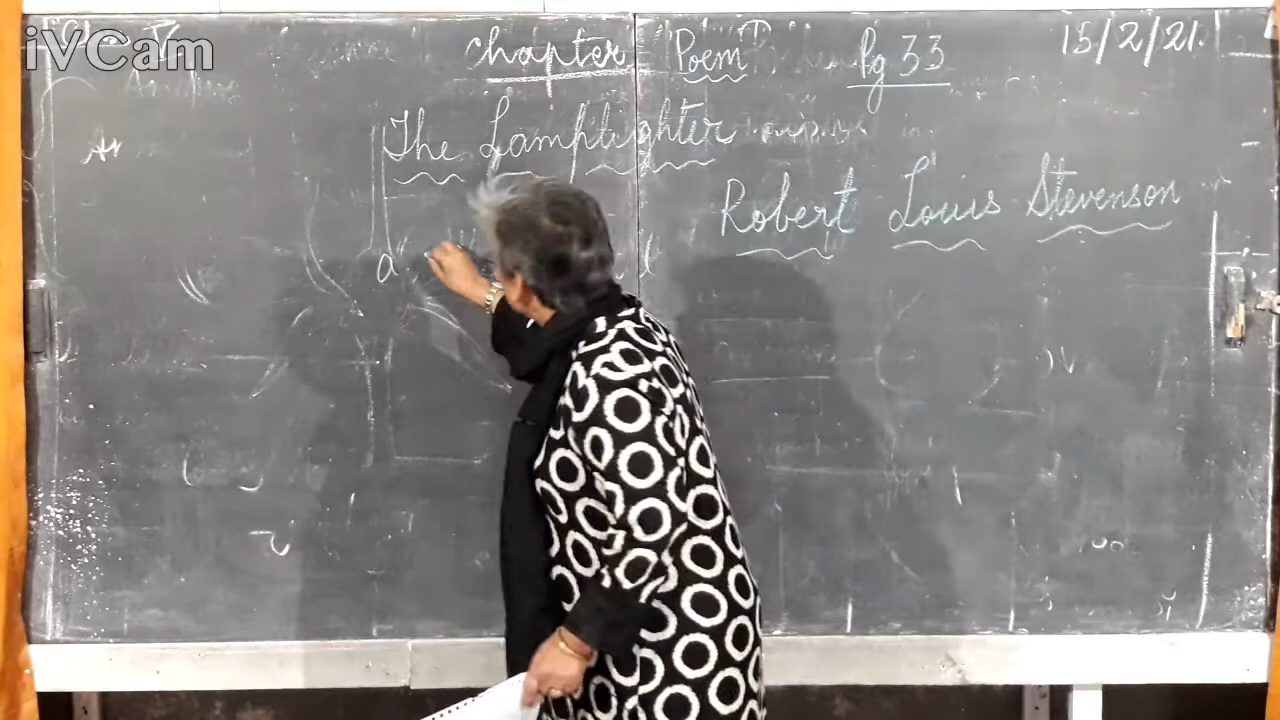 iVCam
chapter Poem Pg 33 15/2/21.
The Lamplighter
Robert Louis Stevenson